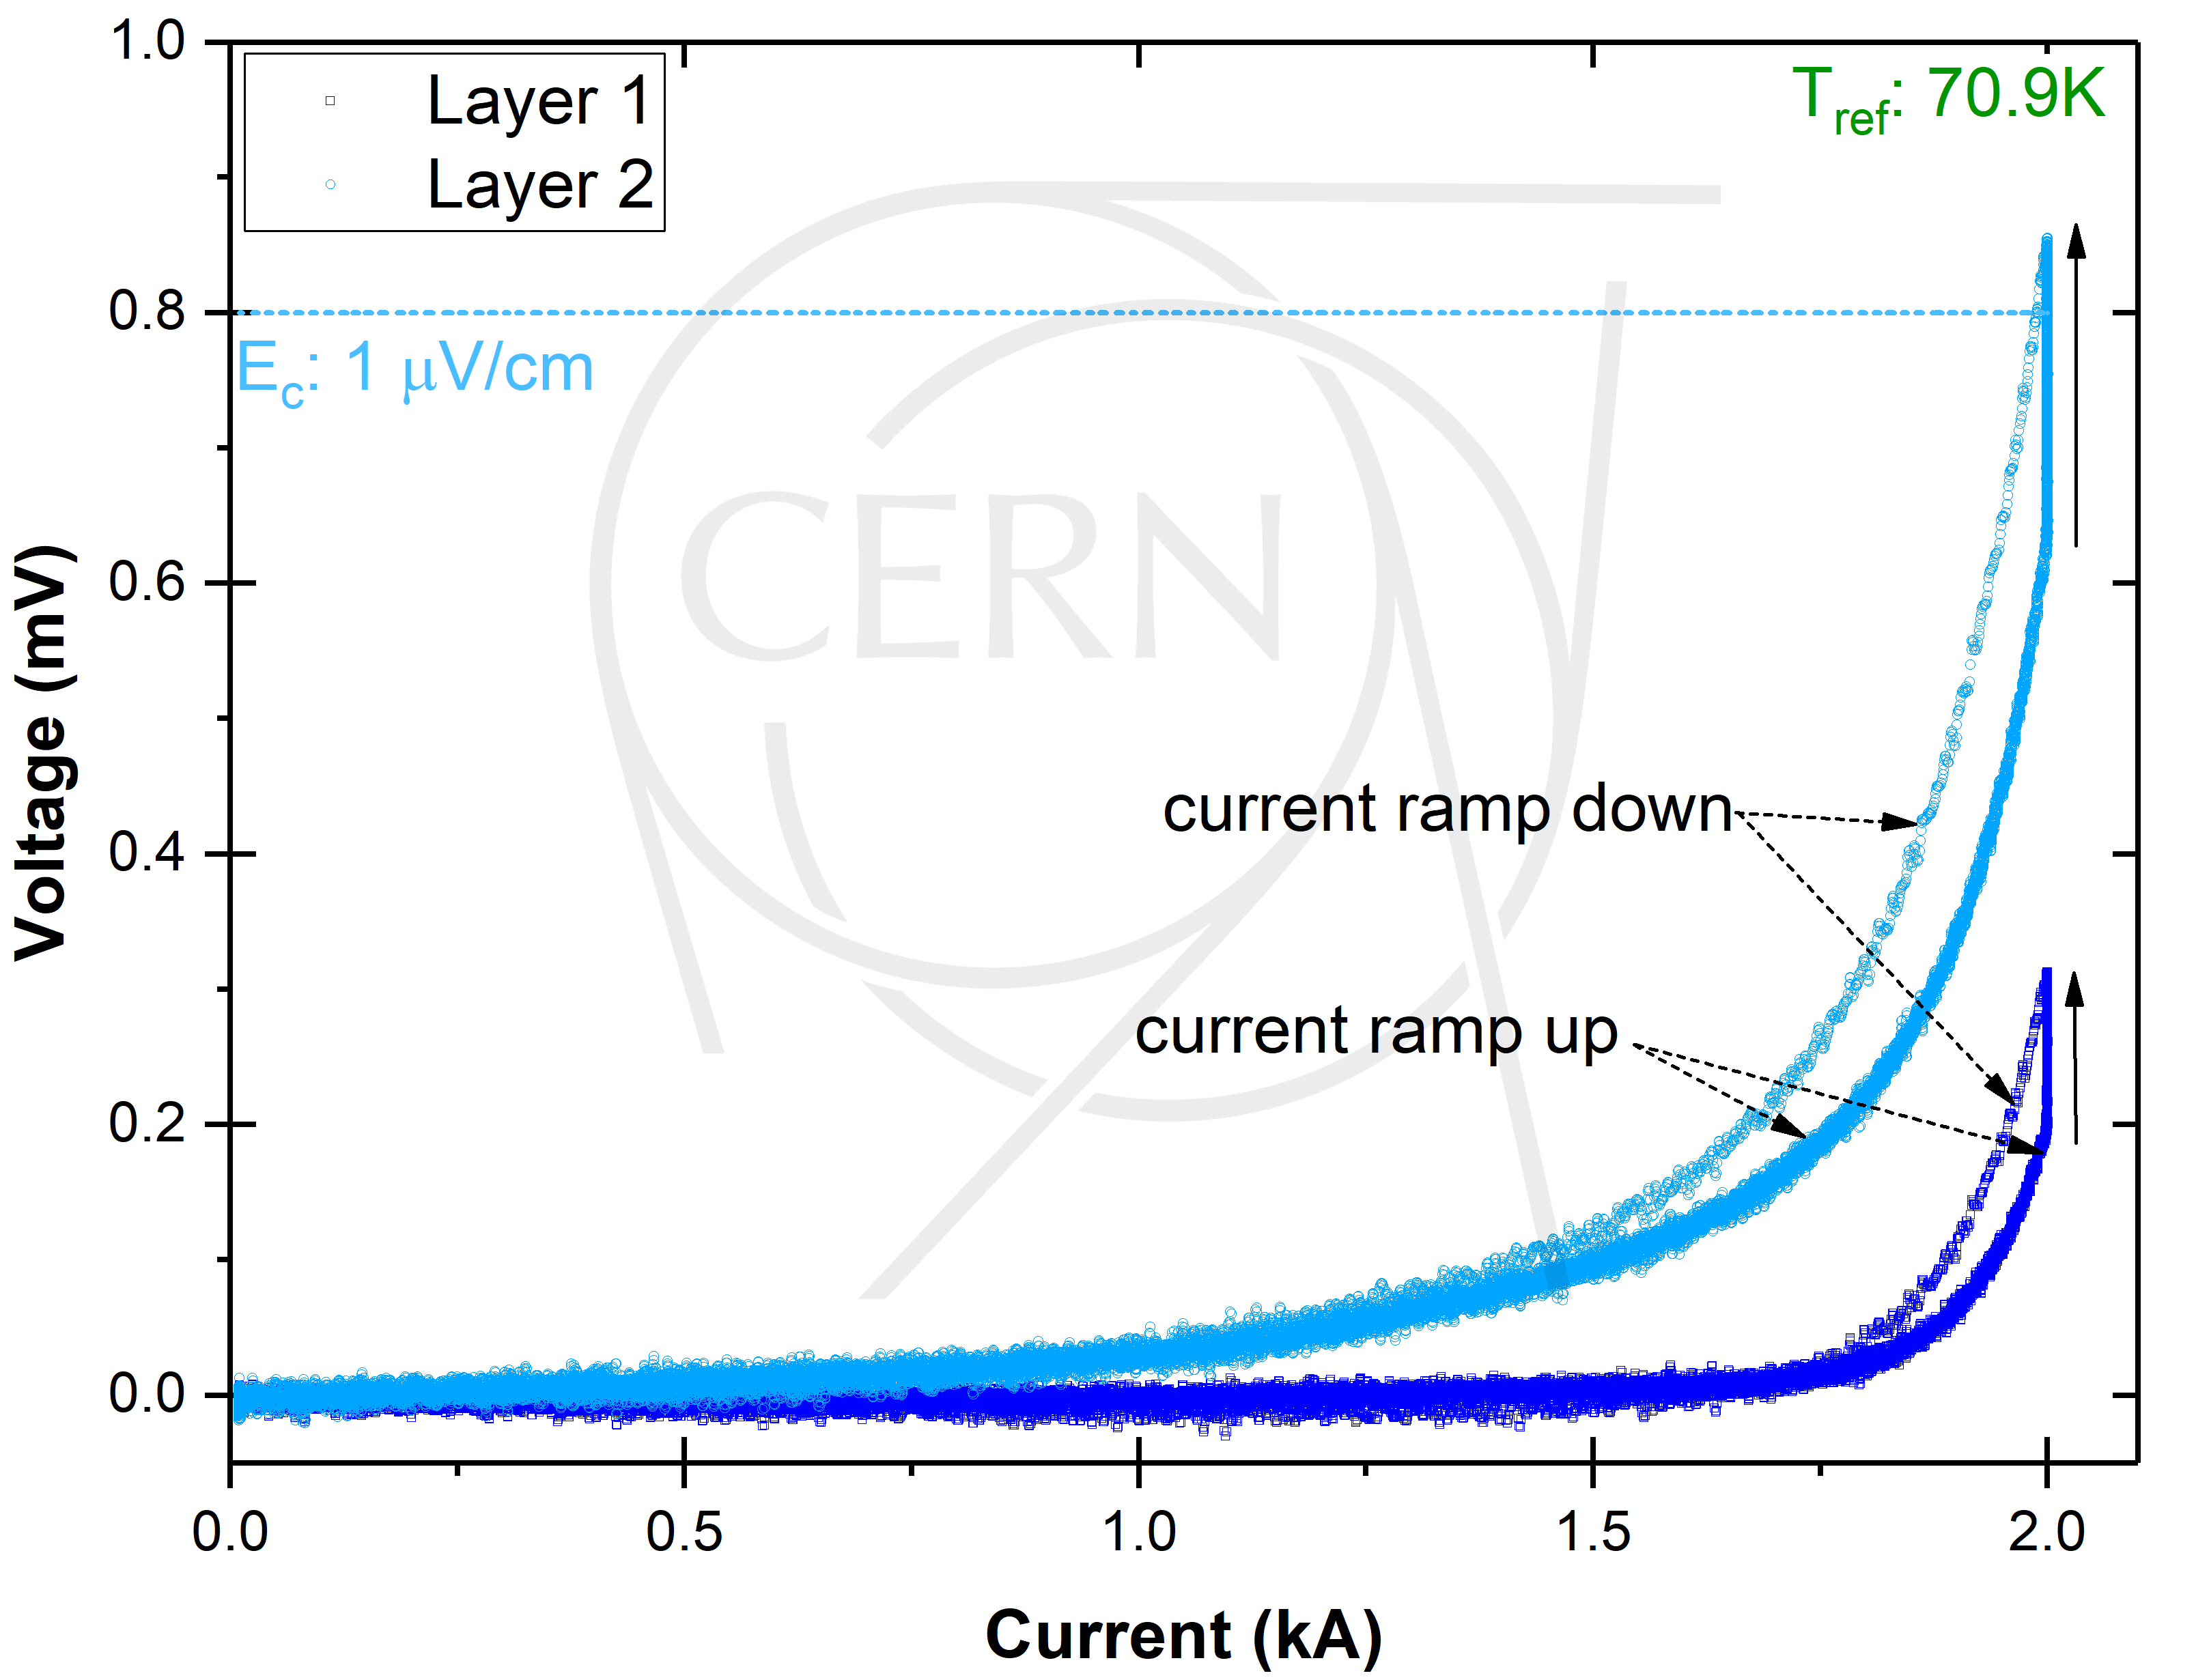 1.0
Layer 1
Layer 2
T_ref: 70.9K
0.8
E_c: 1 μV/cm
CERN
0.6
Voltage (mV)
current ramp down
0.4
current ramp up
0.2
0.0
0.0 0.5 1.0 1.5 2.0
Current (kA)